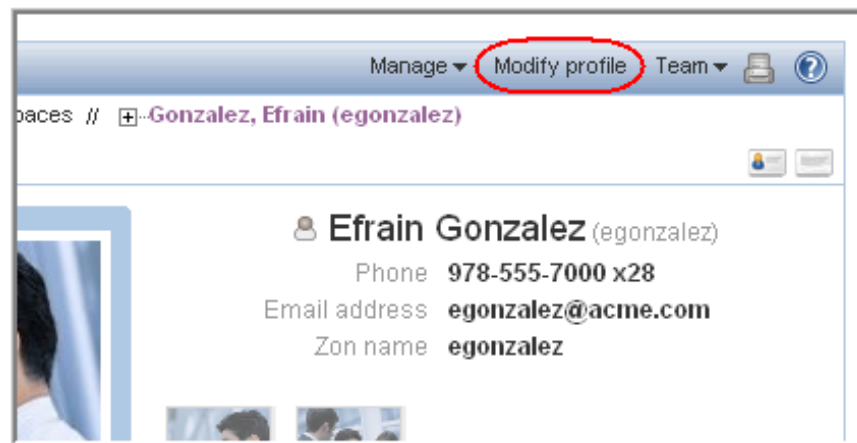 Manage Modify profile Team ?
paces // Gonzalez, Efrain (egonzalez)
Efrain Gonzalez (egonzalez)
Phone 978-555-7000 x28
Email address egonzalez@acme.com
Zon name egonzalez